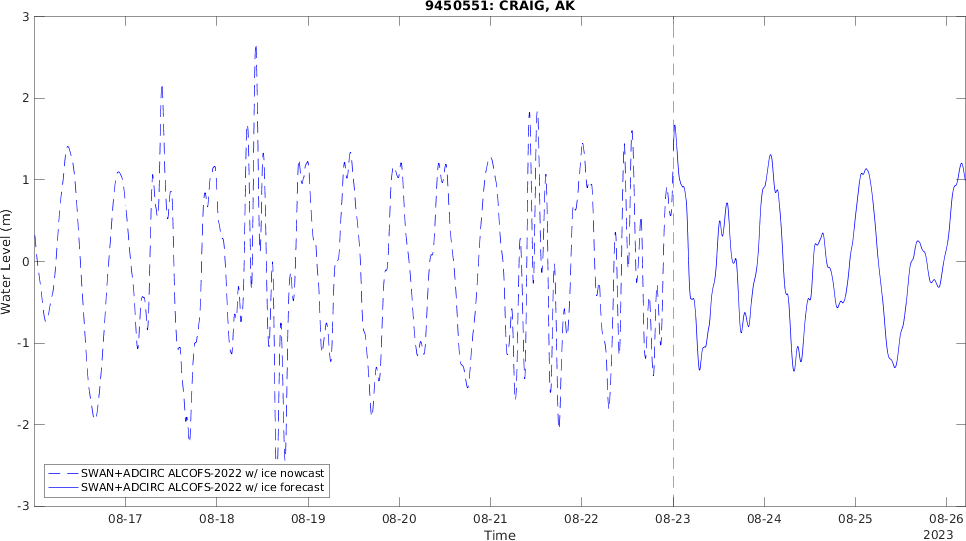 9450551: CRAIG, AK
3
2
1
0
-1
-2
-3
Water Level (m)
SWAN+ADCIRC ALCOFS-2022 w/ ice nowcast
SWAN+ADCIRC ALCOFS-2022 w/ ice forecast
08-17 08-18 08-19 08-20 08-21 08-22 08-23 08-24 08-25 08-26
Time
2023